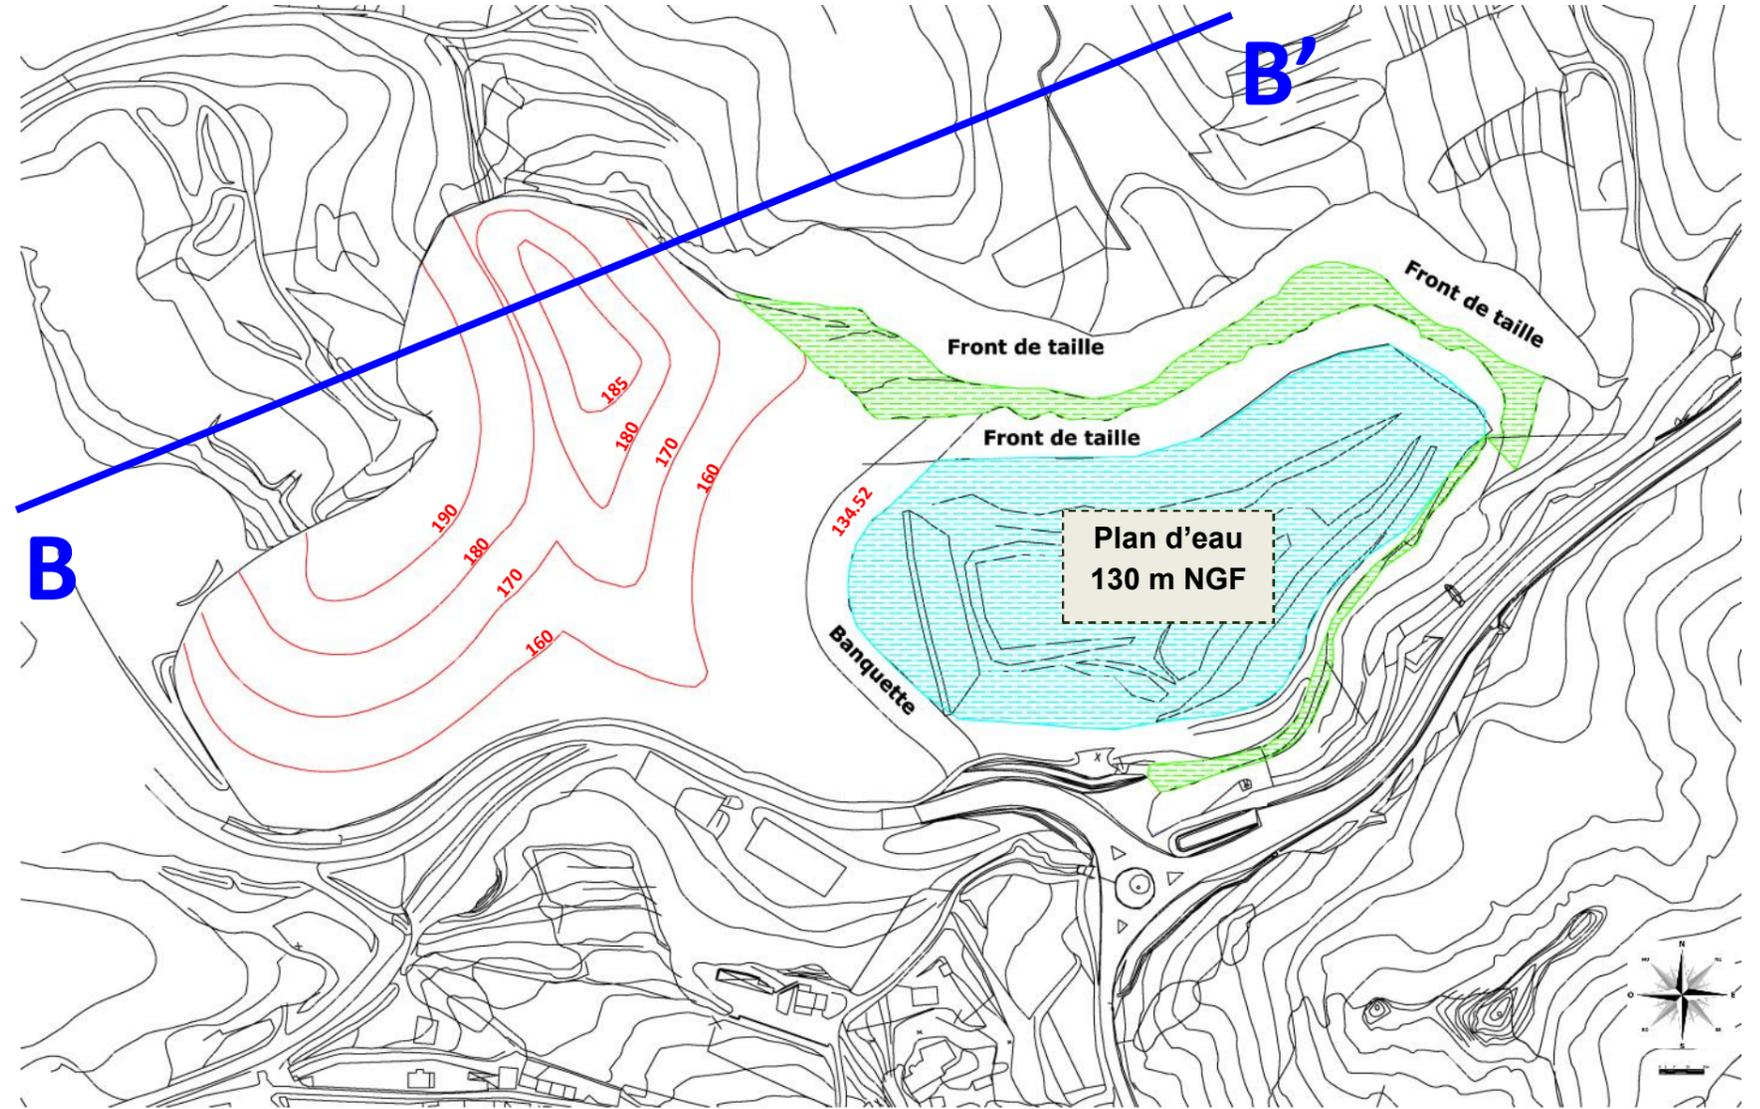 B’
Front de taille
Front de taille
185
180
170
Front de taille
160
190
134.52
180
Plan d’eau
130 m NGF
B
170
160
Banquette
N
O
E
S